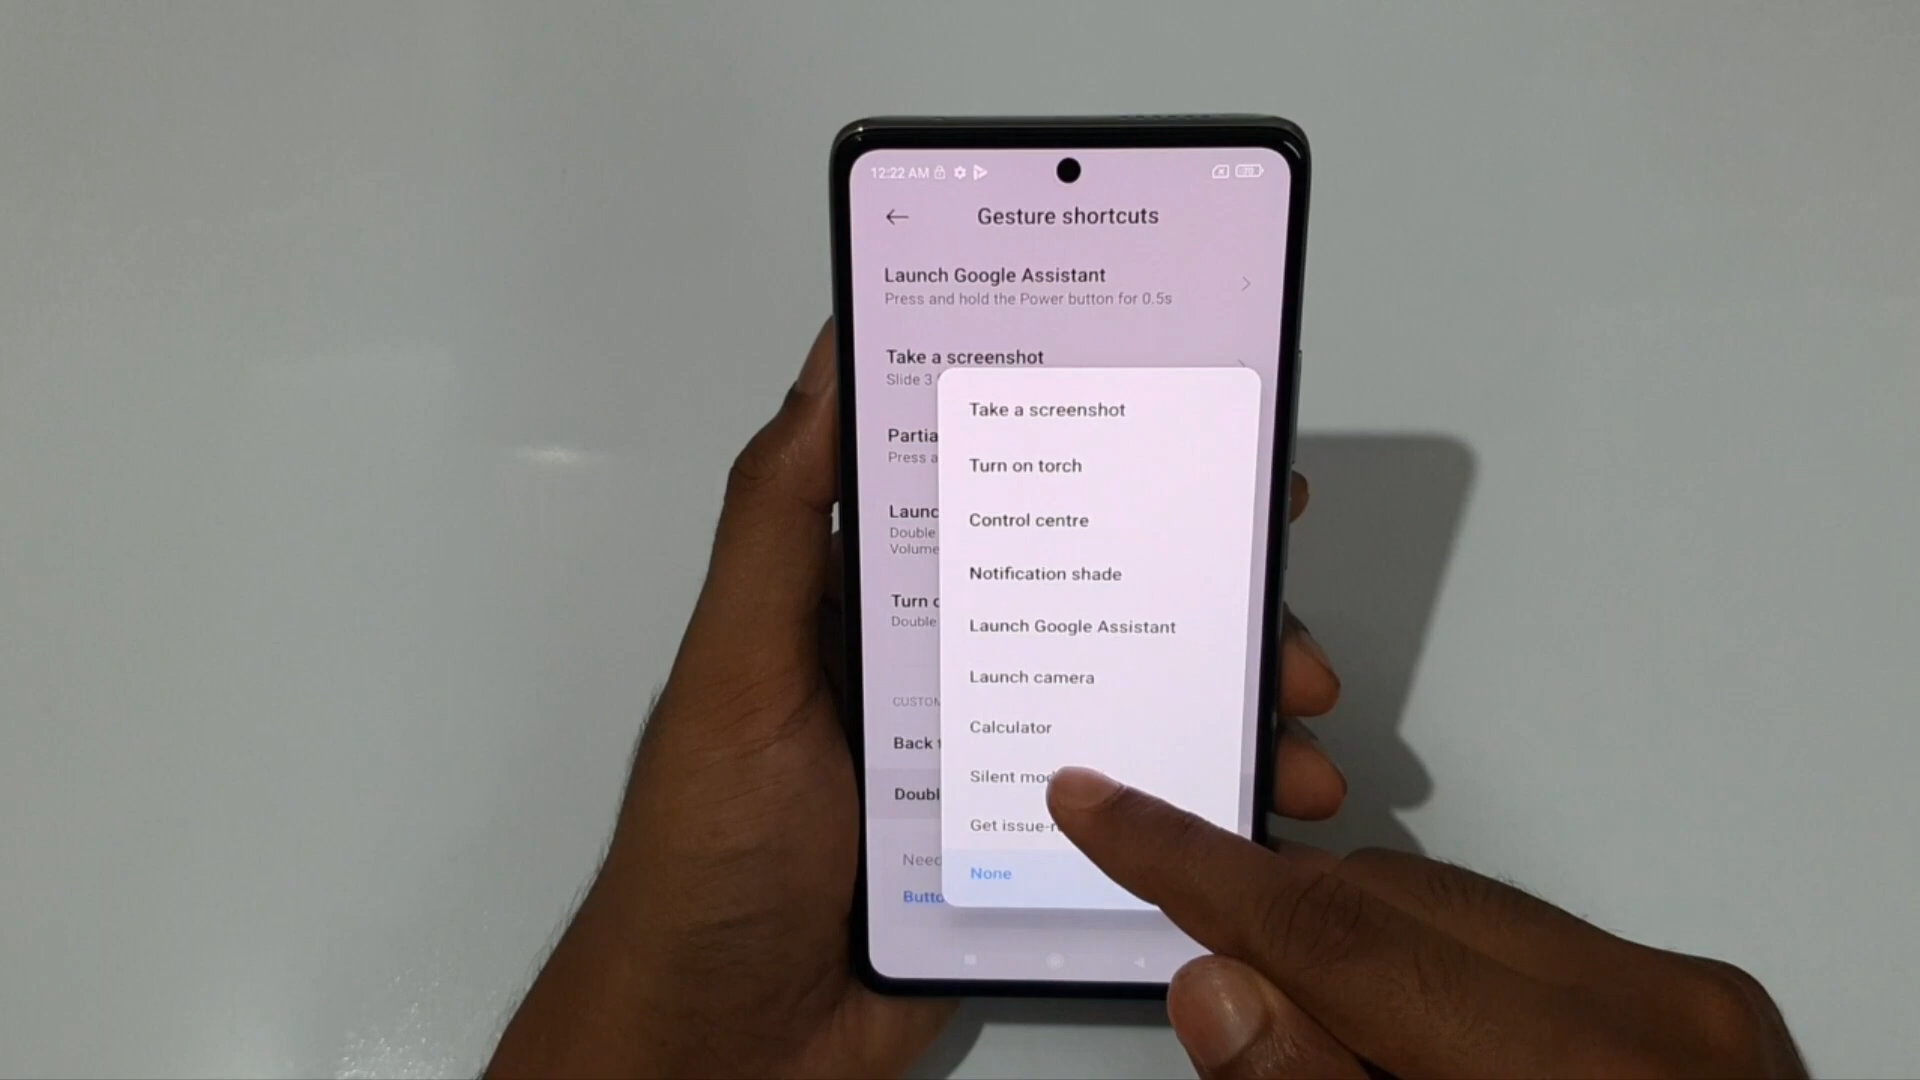 12:22 AM
Gesture shortcuts
Launch Google Assistant
Press and hold the Power button for 0.5s
Take a screenshot
Slide 3
Partia
Press a
Launc
Double
Volume
Turn
Double
CUSTOM
Back
Doubl
Need
Butto
Take a screenshot
Turn on torch
Control centre
Notification shade
Launch Google Assistant
Launch camera
Calculator
Silent mod
Get issue-r
None